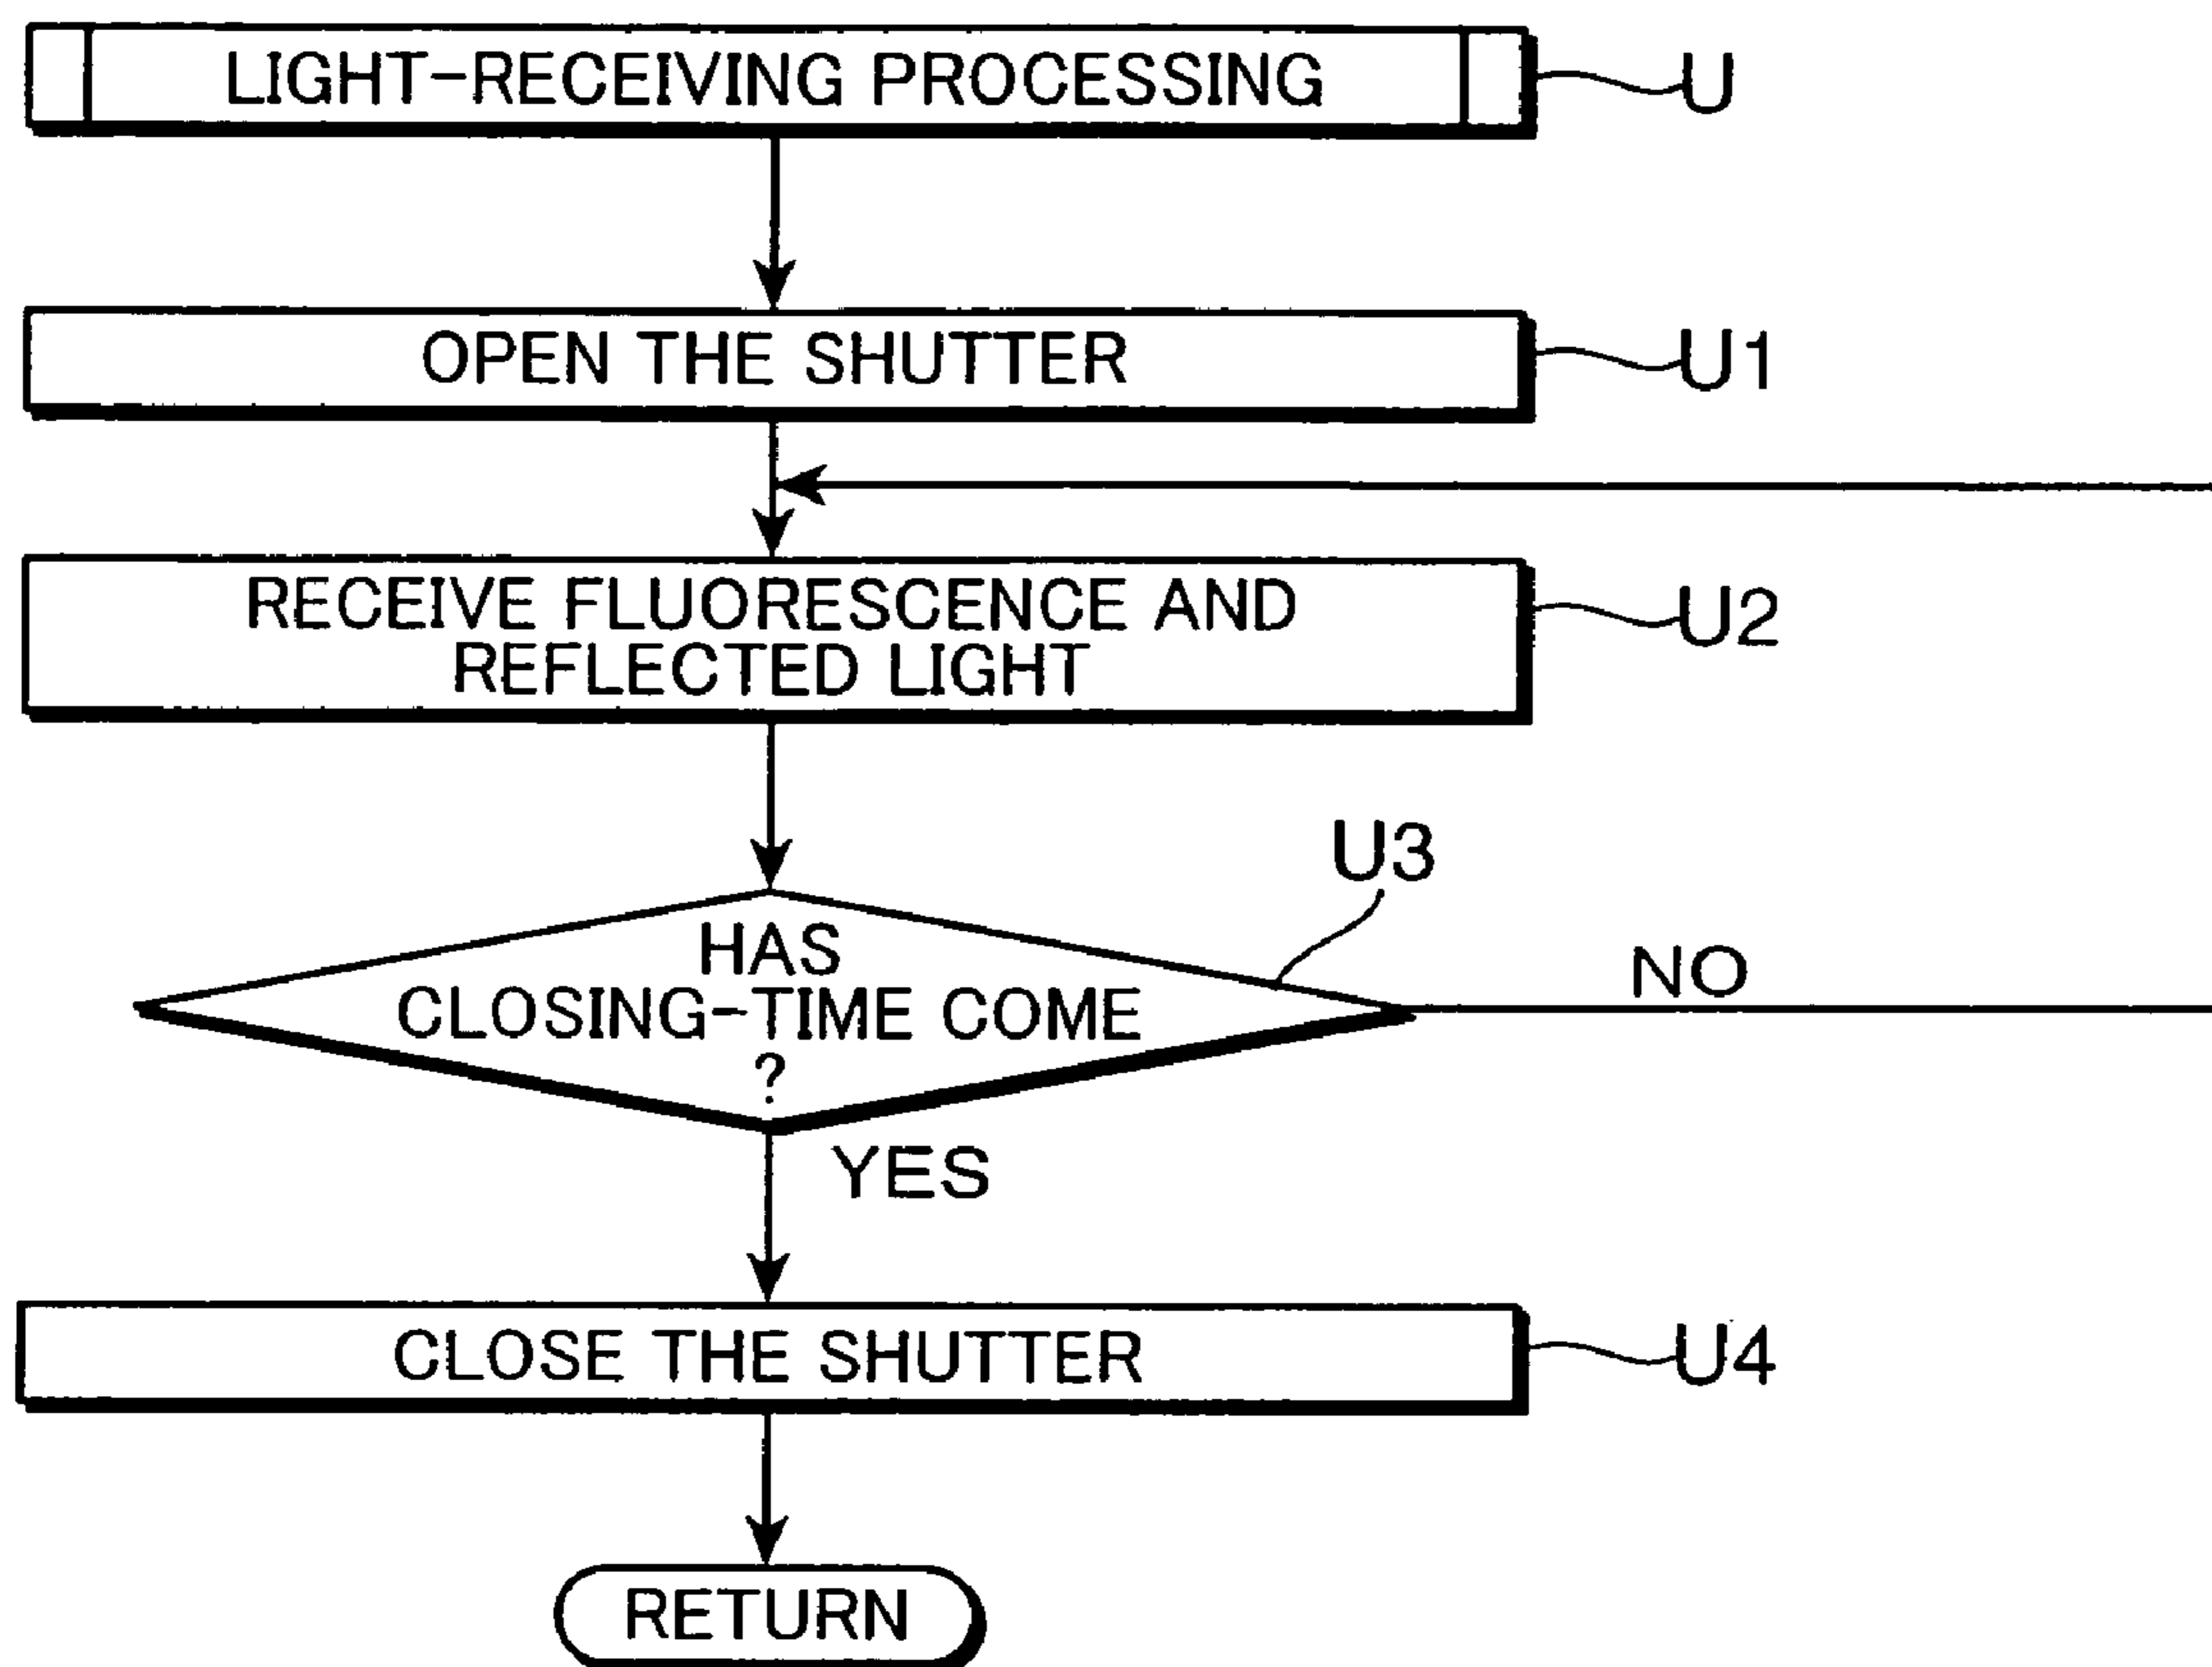 LIGHT-RECEIVING PROCESSING
U
OPEN THE SHUTTER
U1
RECEIVE FLUORESCENCE AND
REFLECTED LIGHT
U2
U3
HAS
CLOSING-TIME COME
?
NO
YES
CLOSE THE SHUTTER
U4
RETURN